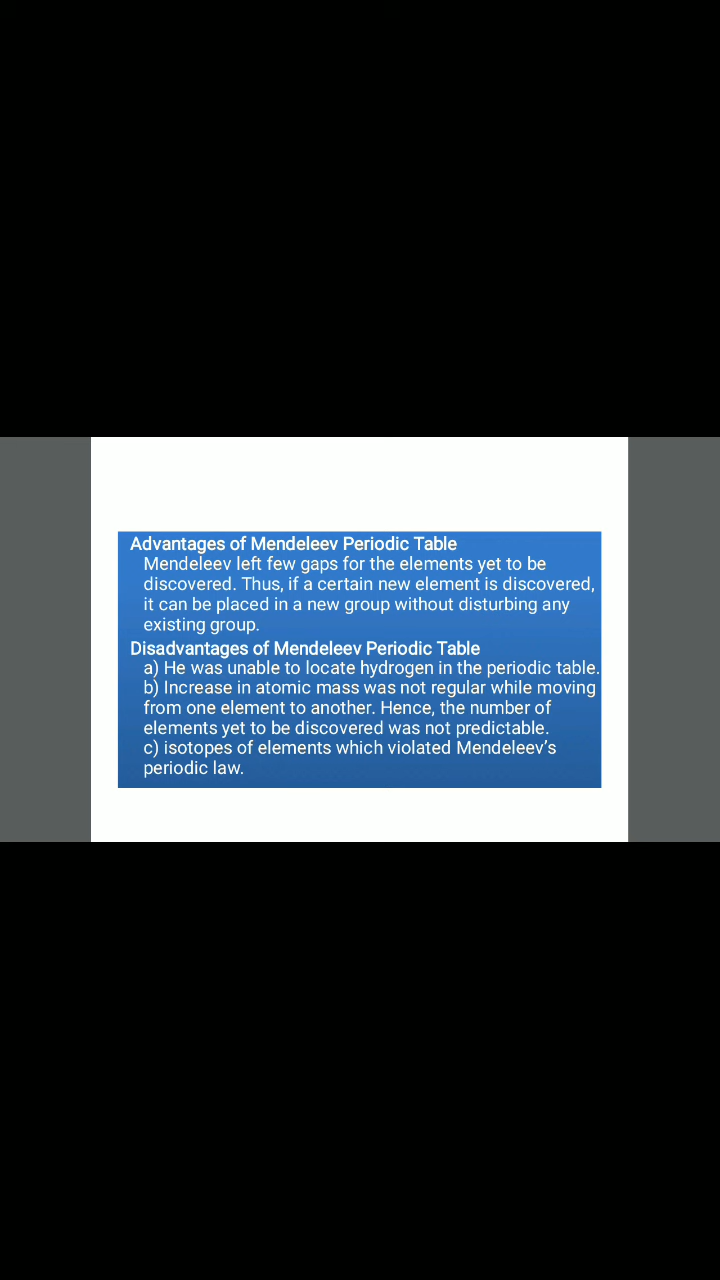 Advantages of Mendeleev Periodic Table
Mendeleev left few gaps for the elements yet to be
discovered. Thus, if a certain new element is discovered,
it can be placed in a new group without disturbing any
existing group.
Disadvantages of Mendeleev Periodic Table
a) He was unable to locate hydrogen in the periodic table.
b) Increase in atomic mass was not regular while moving
from one element to another. Hence, the number of
elements yet to be discovered was not predictable.
c) isotopes of elements which violated Mendeleev’s
periodic law.